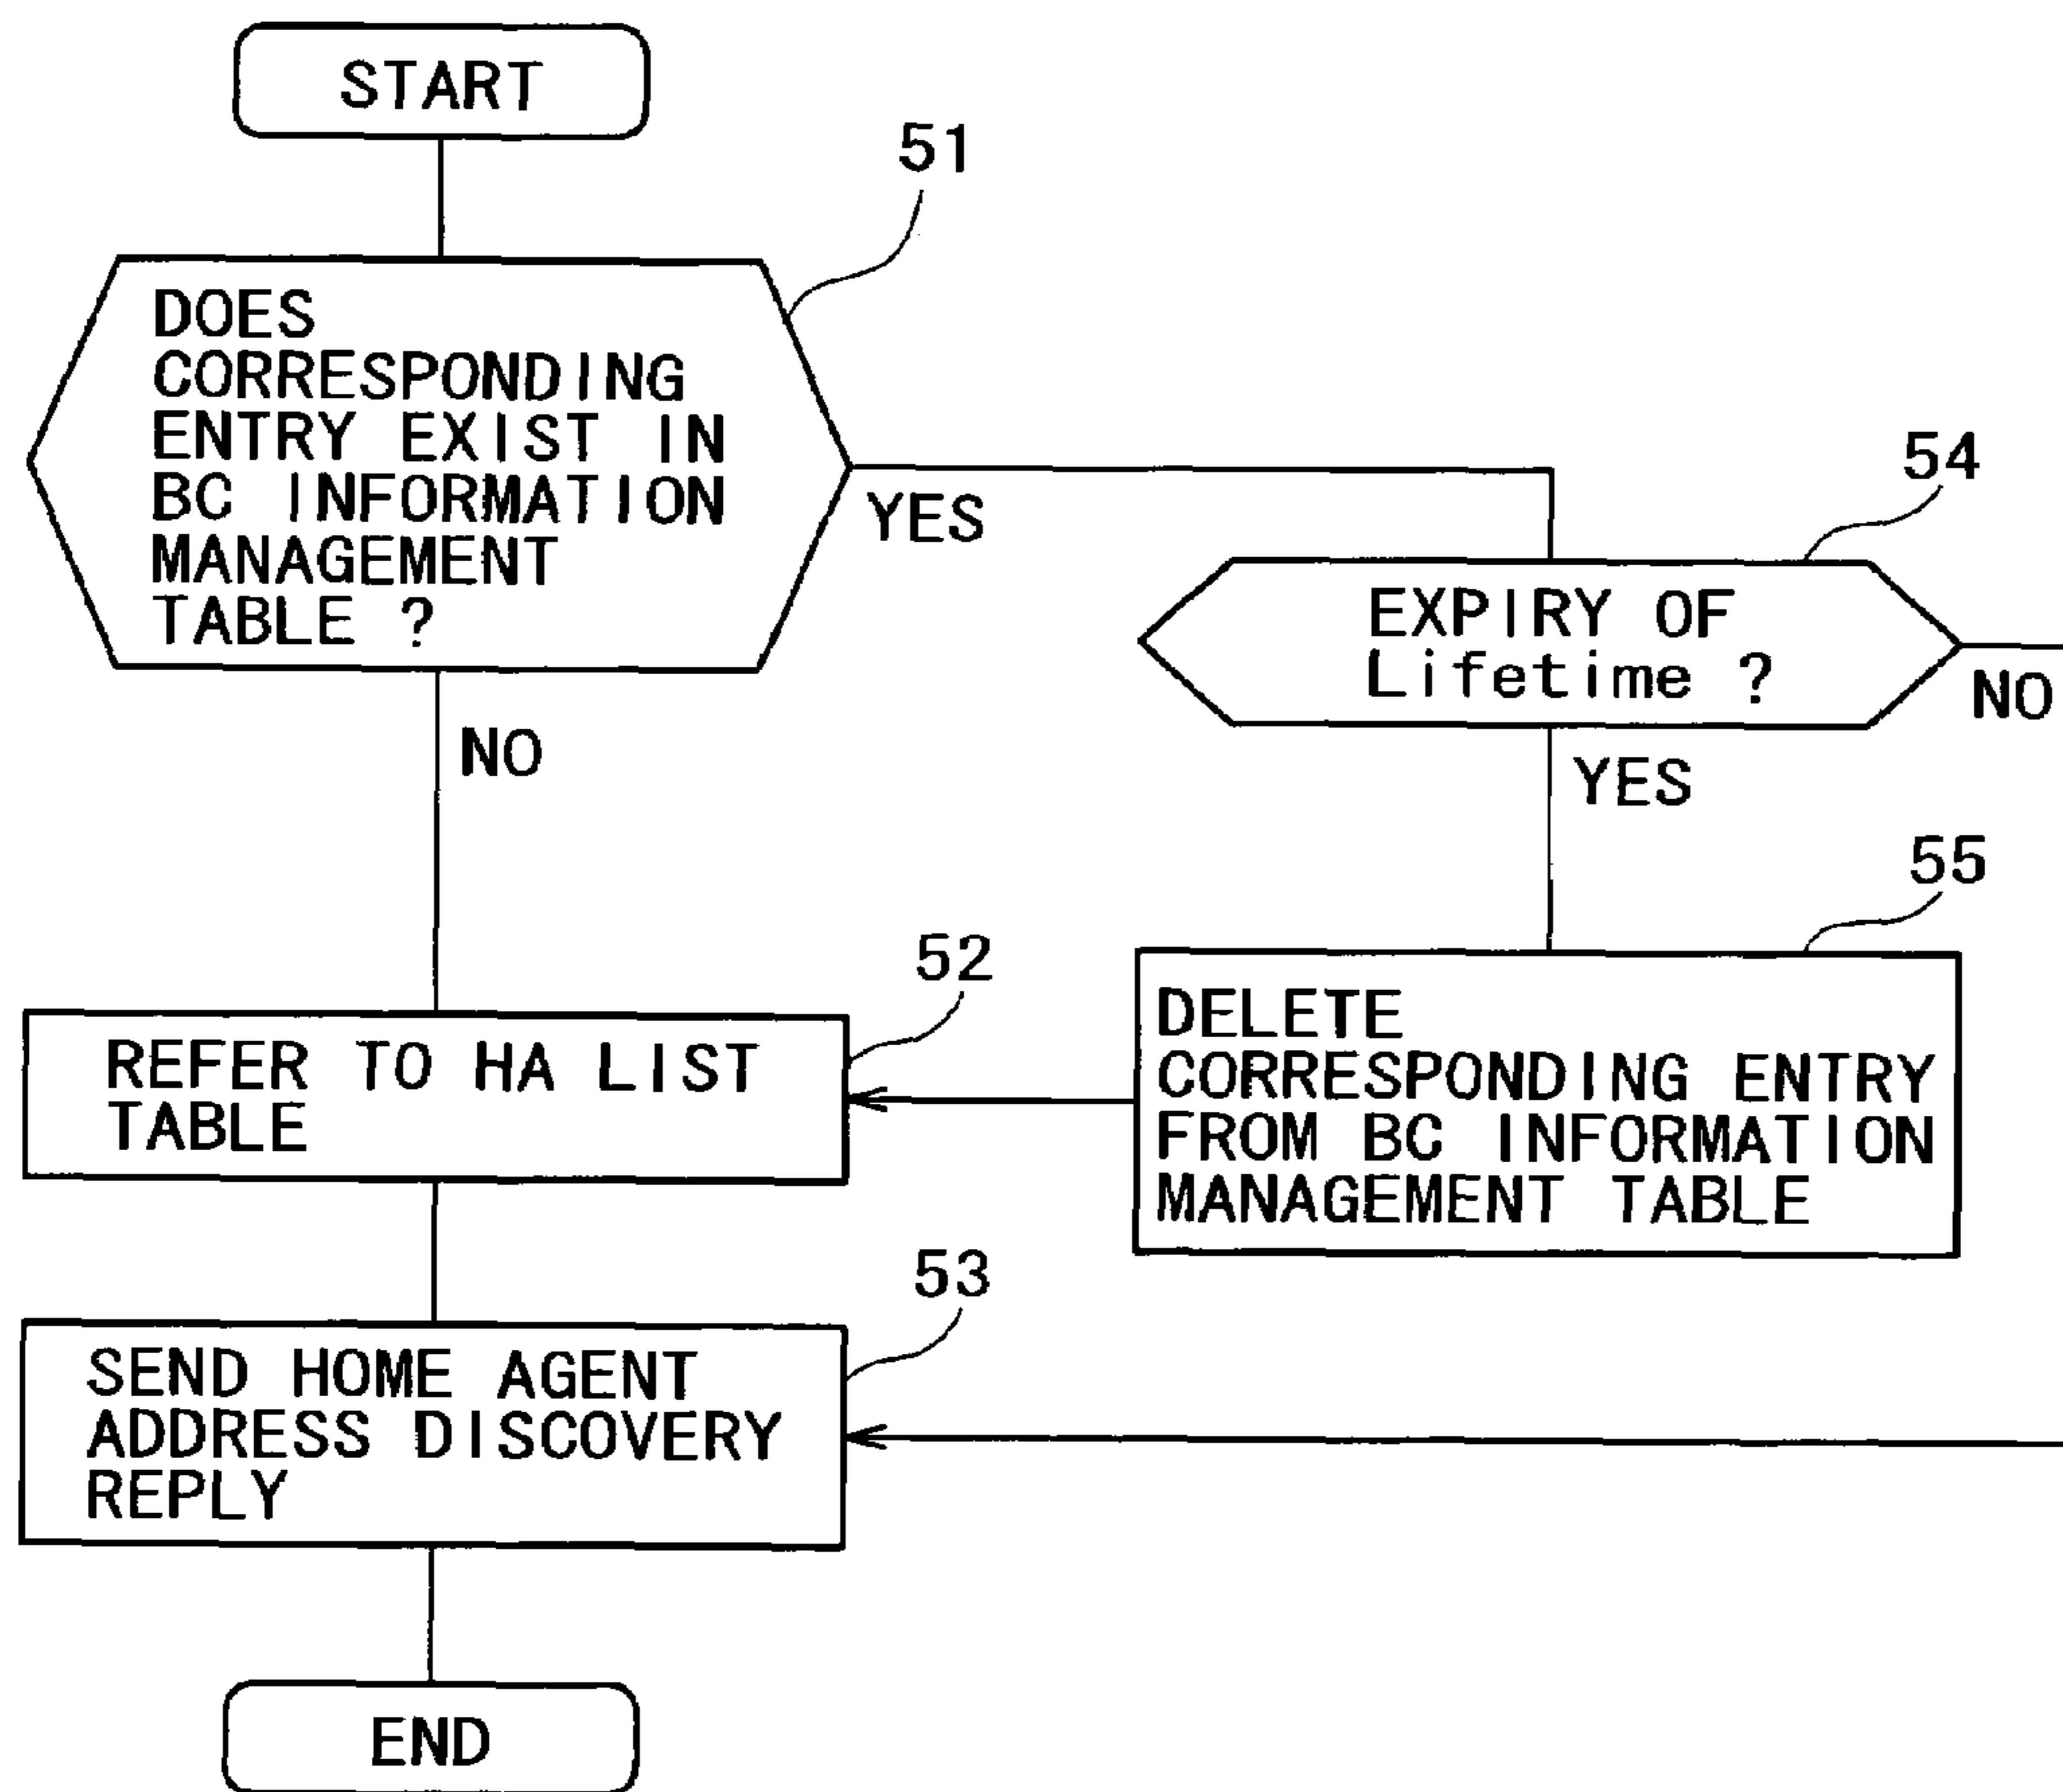 START
51
DOES
CORRESPONDING
ENTRY EXIST IN
BC INFORMATION
MANAGEMENT
TABLE ?
YES
NO
54
EXPIRY OF
Lifetime ?
NO
YES
55
DELETE
CORRESPONDING ENTRY
FROM BC INFORMATION
MANAGEMENT TABLE
52
REFER TO HA LIST
TABLE
53
SEND HOME AGENT
ADDRESS DISCOVERY
REPLY
END